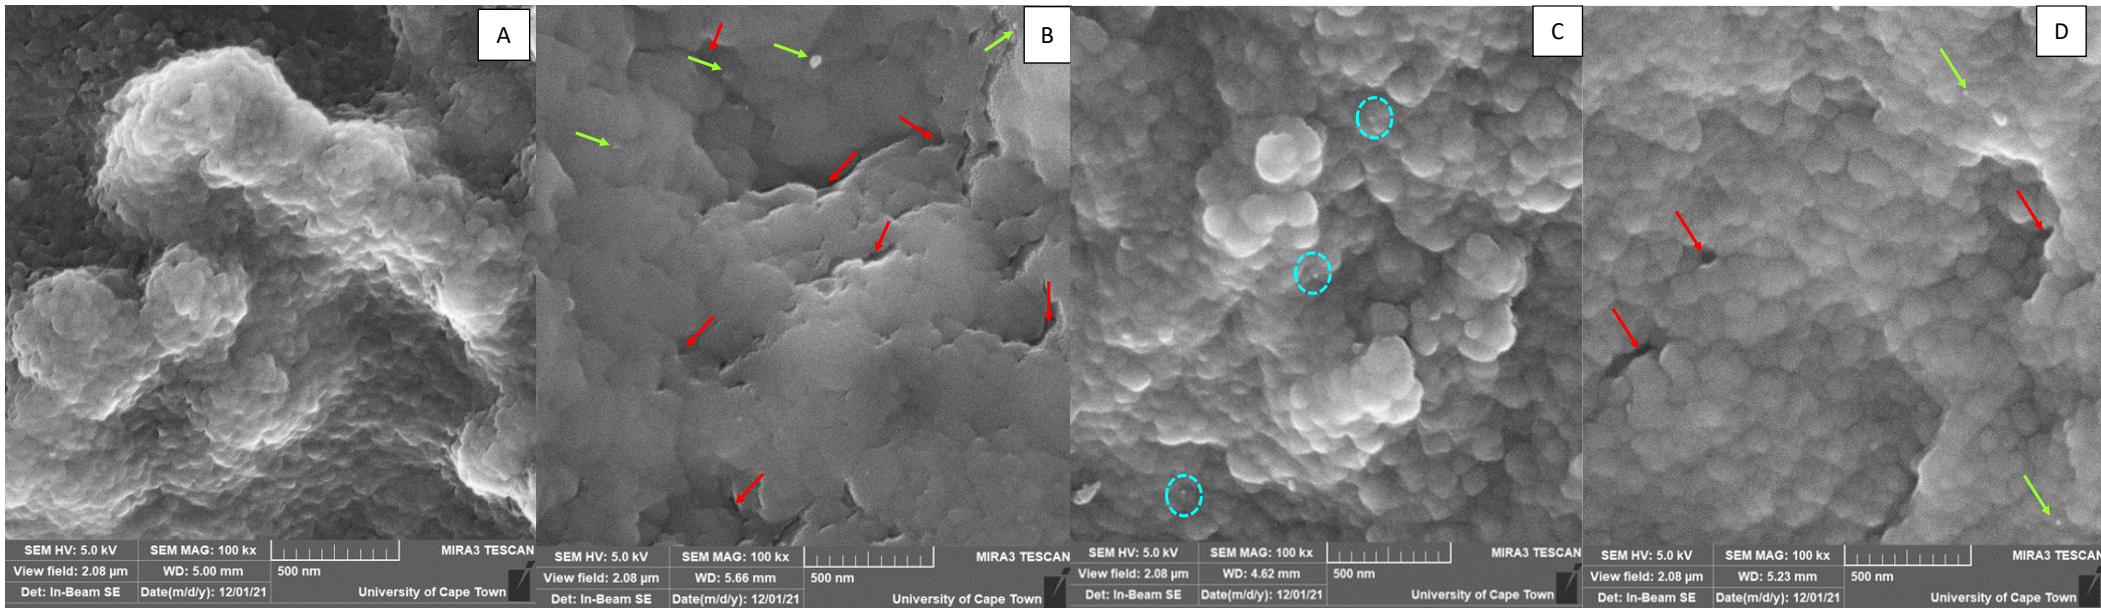 A
B
C
D
SEM HV: 5.0 kV
SEM MAG: 100 kx
MIRA3 TESCAN
View field: 2.08 µm
WD: 5.00 mm
500 nm
Det: In-Beam SE
Date(m/d/y): 12/01/21
University of Cape Town
SEM HV: 5.0 kV
SEM MAG: 100 kx
MIRA3 TESCAN
View field: 2.08 µm
WD: 5.66 mm
500 nm
Det: In-Beam SE
Date(m/d/y): 12/01/21
University of Cape Town
SEM HV: 5.0 kV
SEM MAG: 100 kx
MIRA3 TESCAN
View field: 2.08 µm
WD: 4.62 mm
500 nm
Det: In-Beam SE
Date(m/d/y): 12/01/21
University of Cape Town
SEM HV: 5.0 kV
SEM MAG: 100 kx
MIRA3 TESCAN
View field: 2.08 µm
WD: 5.23 mm
500 nm
Det: In-Beam SE
Date(m/d/y): 12/01/21
University of Cape Town